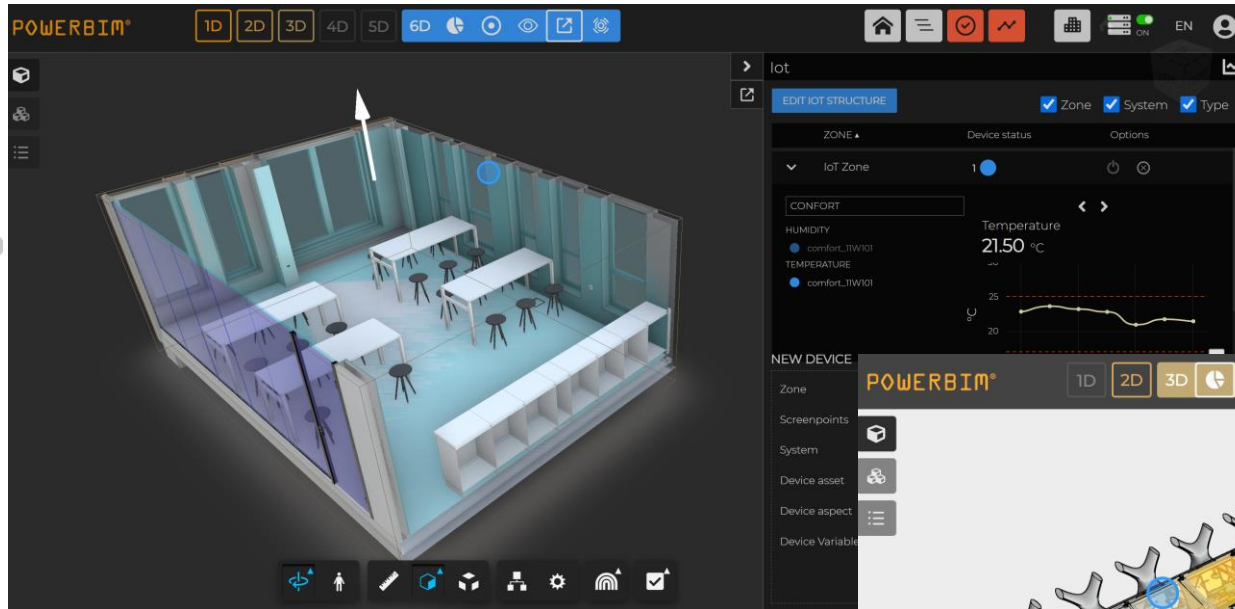 POWERBIM®
1D 2D 3D 4D 5D 6D
ON
EN
Iot
EDIT IOT STRUCTURE
Zone System Type
ZONE Device status Options
IoT Zone 1
CONFORT
HUMIDITY
comfort_11W101
TEMPERATURE
comfort_11W101
Temperature
21.50 °C
°C
25
20
NEW DEVICE
Zone
Screenpoints
System
Device asset
Device aspect
Device Variable
POWERBIM®
1D 2D 3D